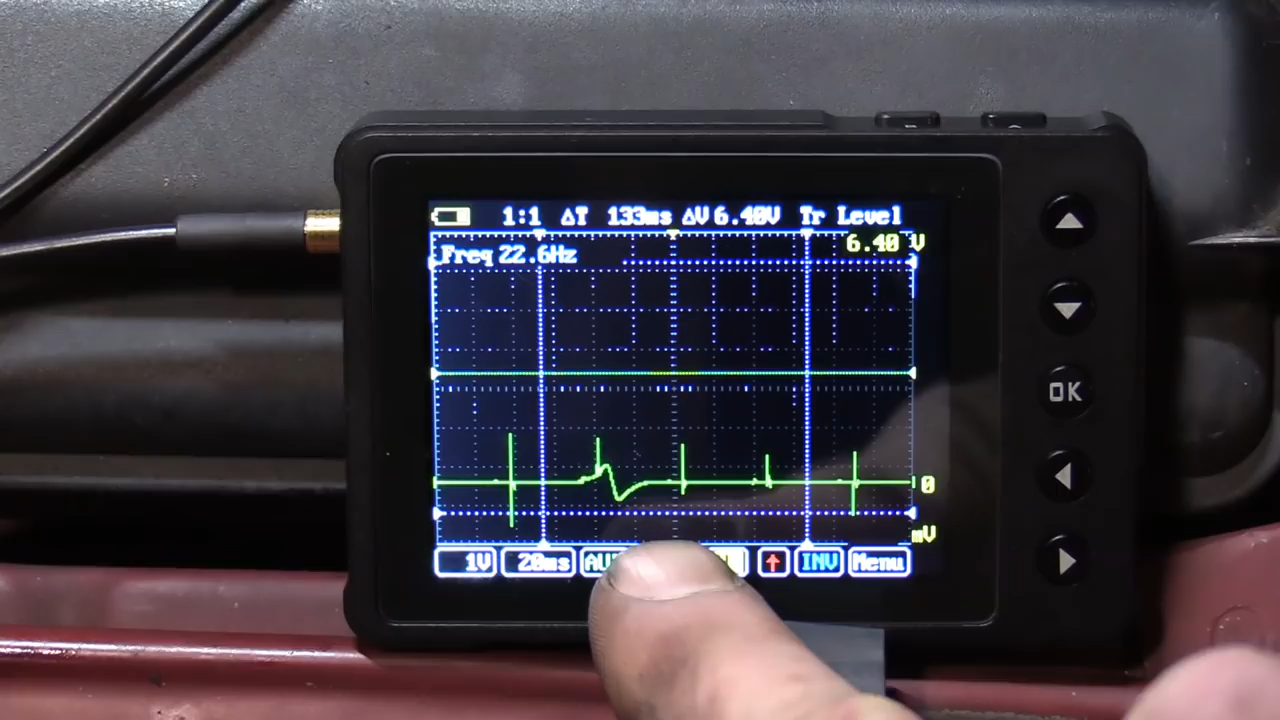 1:1 ΔT 133ms ΔV 6.40V Tr Level
6.40 V
Freq 22.6Hz
0
mV
1V 20ms AU INV Menu
OK